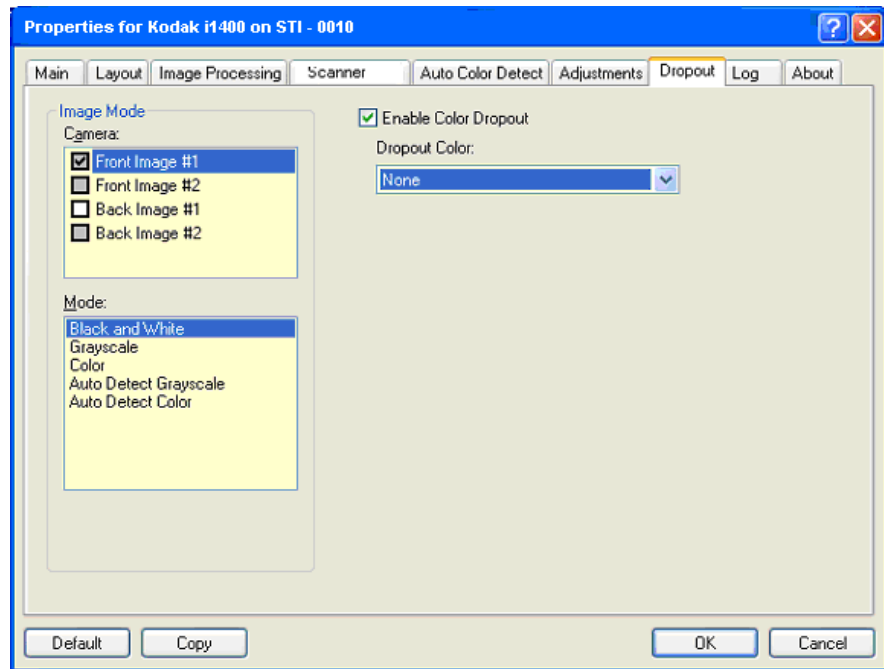 Properties for Kodak i1400 on STI - 0010
Main Layout Image Processing Scanner Auto Color Detect Adjustments Dropout Log About
Image Mode
Camera:
Front Image #1
Front Image #2
Back Image #1
Back Image #2
Mode:
Black and White
Grayscale
Color
Auto Detect Grayscale
Auto Detect Color
Enable Color Dropout
Dropout Color:
None
Default Copy OK Cancel